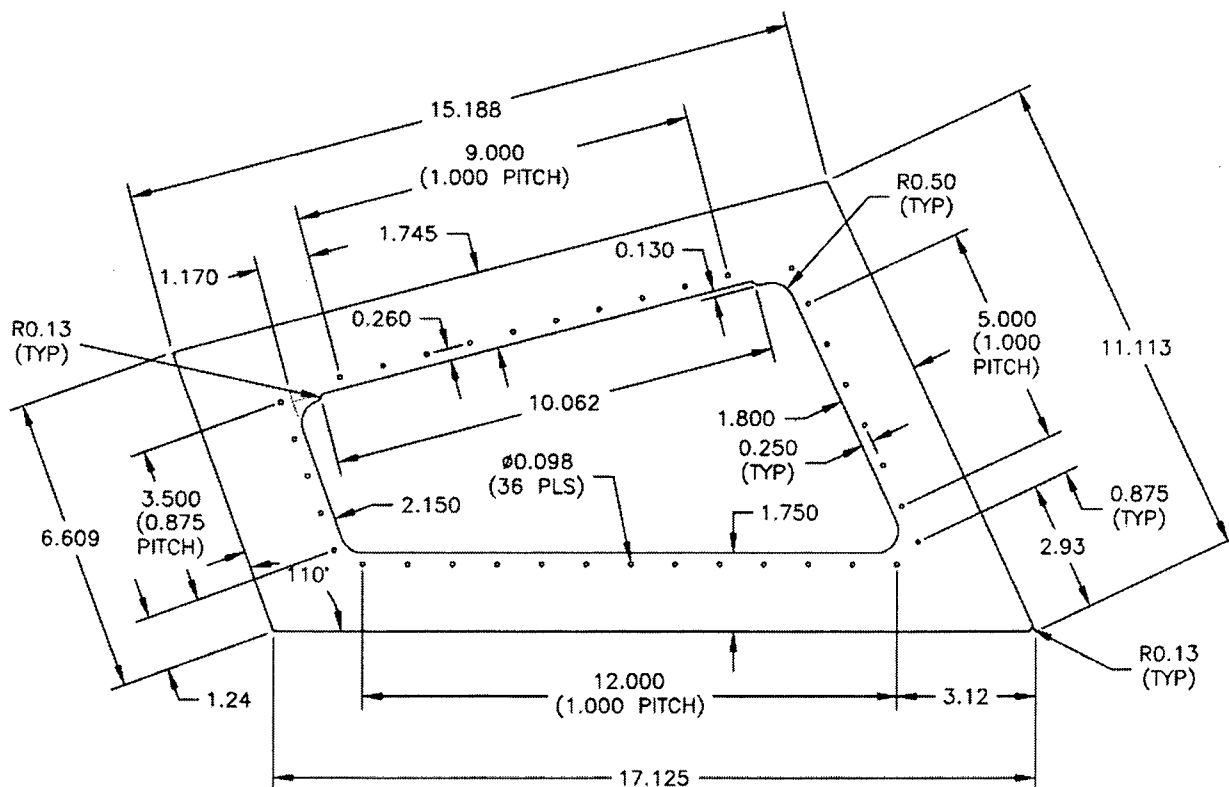 15.188
9.000
(1.000 PITCH)
R0.50
(TYP)
1.745
0.130
1.170
0.260
R0.13
(TYP)
5.000
(1.000
PITCH)
11.113
10.062
1.800
0.250
(TYP)
Ø0.098
(36 PLS)
3.500
(0.875
PITCH)
6.609
2.150
1.750
0.875
(TYP)
2.93
110°
R0.13
(TYP)
1.24
12.000
(1.000 PITCH)
3.12
17.125